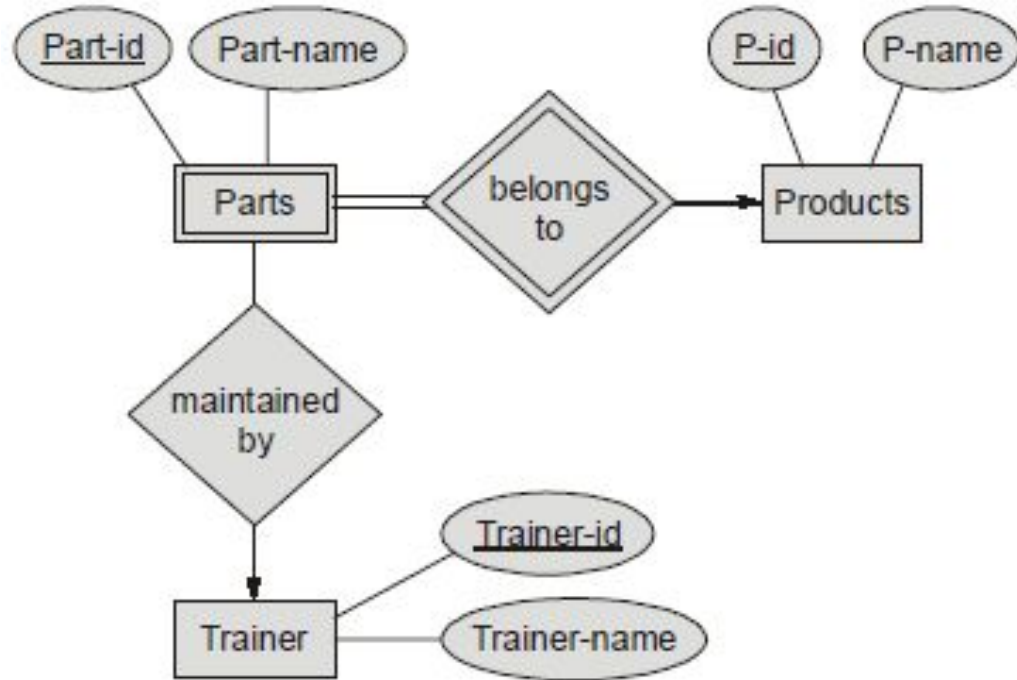 Part-id
Part-name
P-id
P-name
Parts
belongs
to
Products
maintained
by
Trainer-id
Trainer
Trainer-name